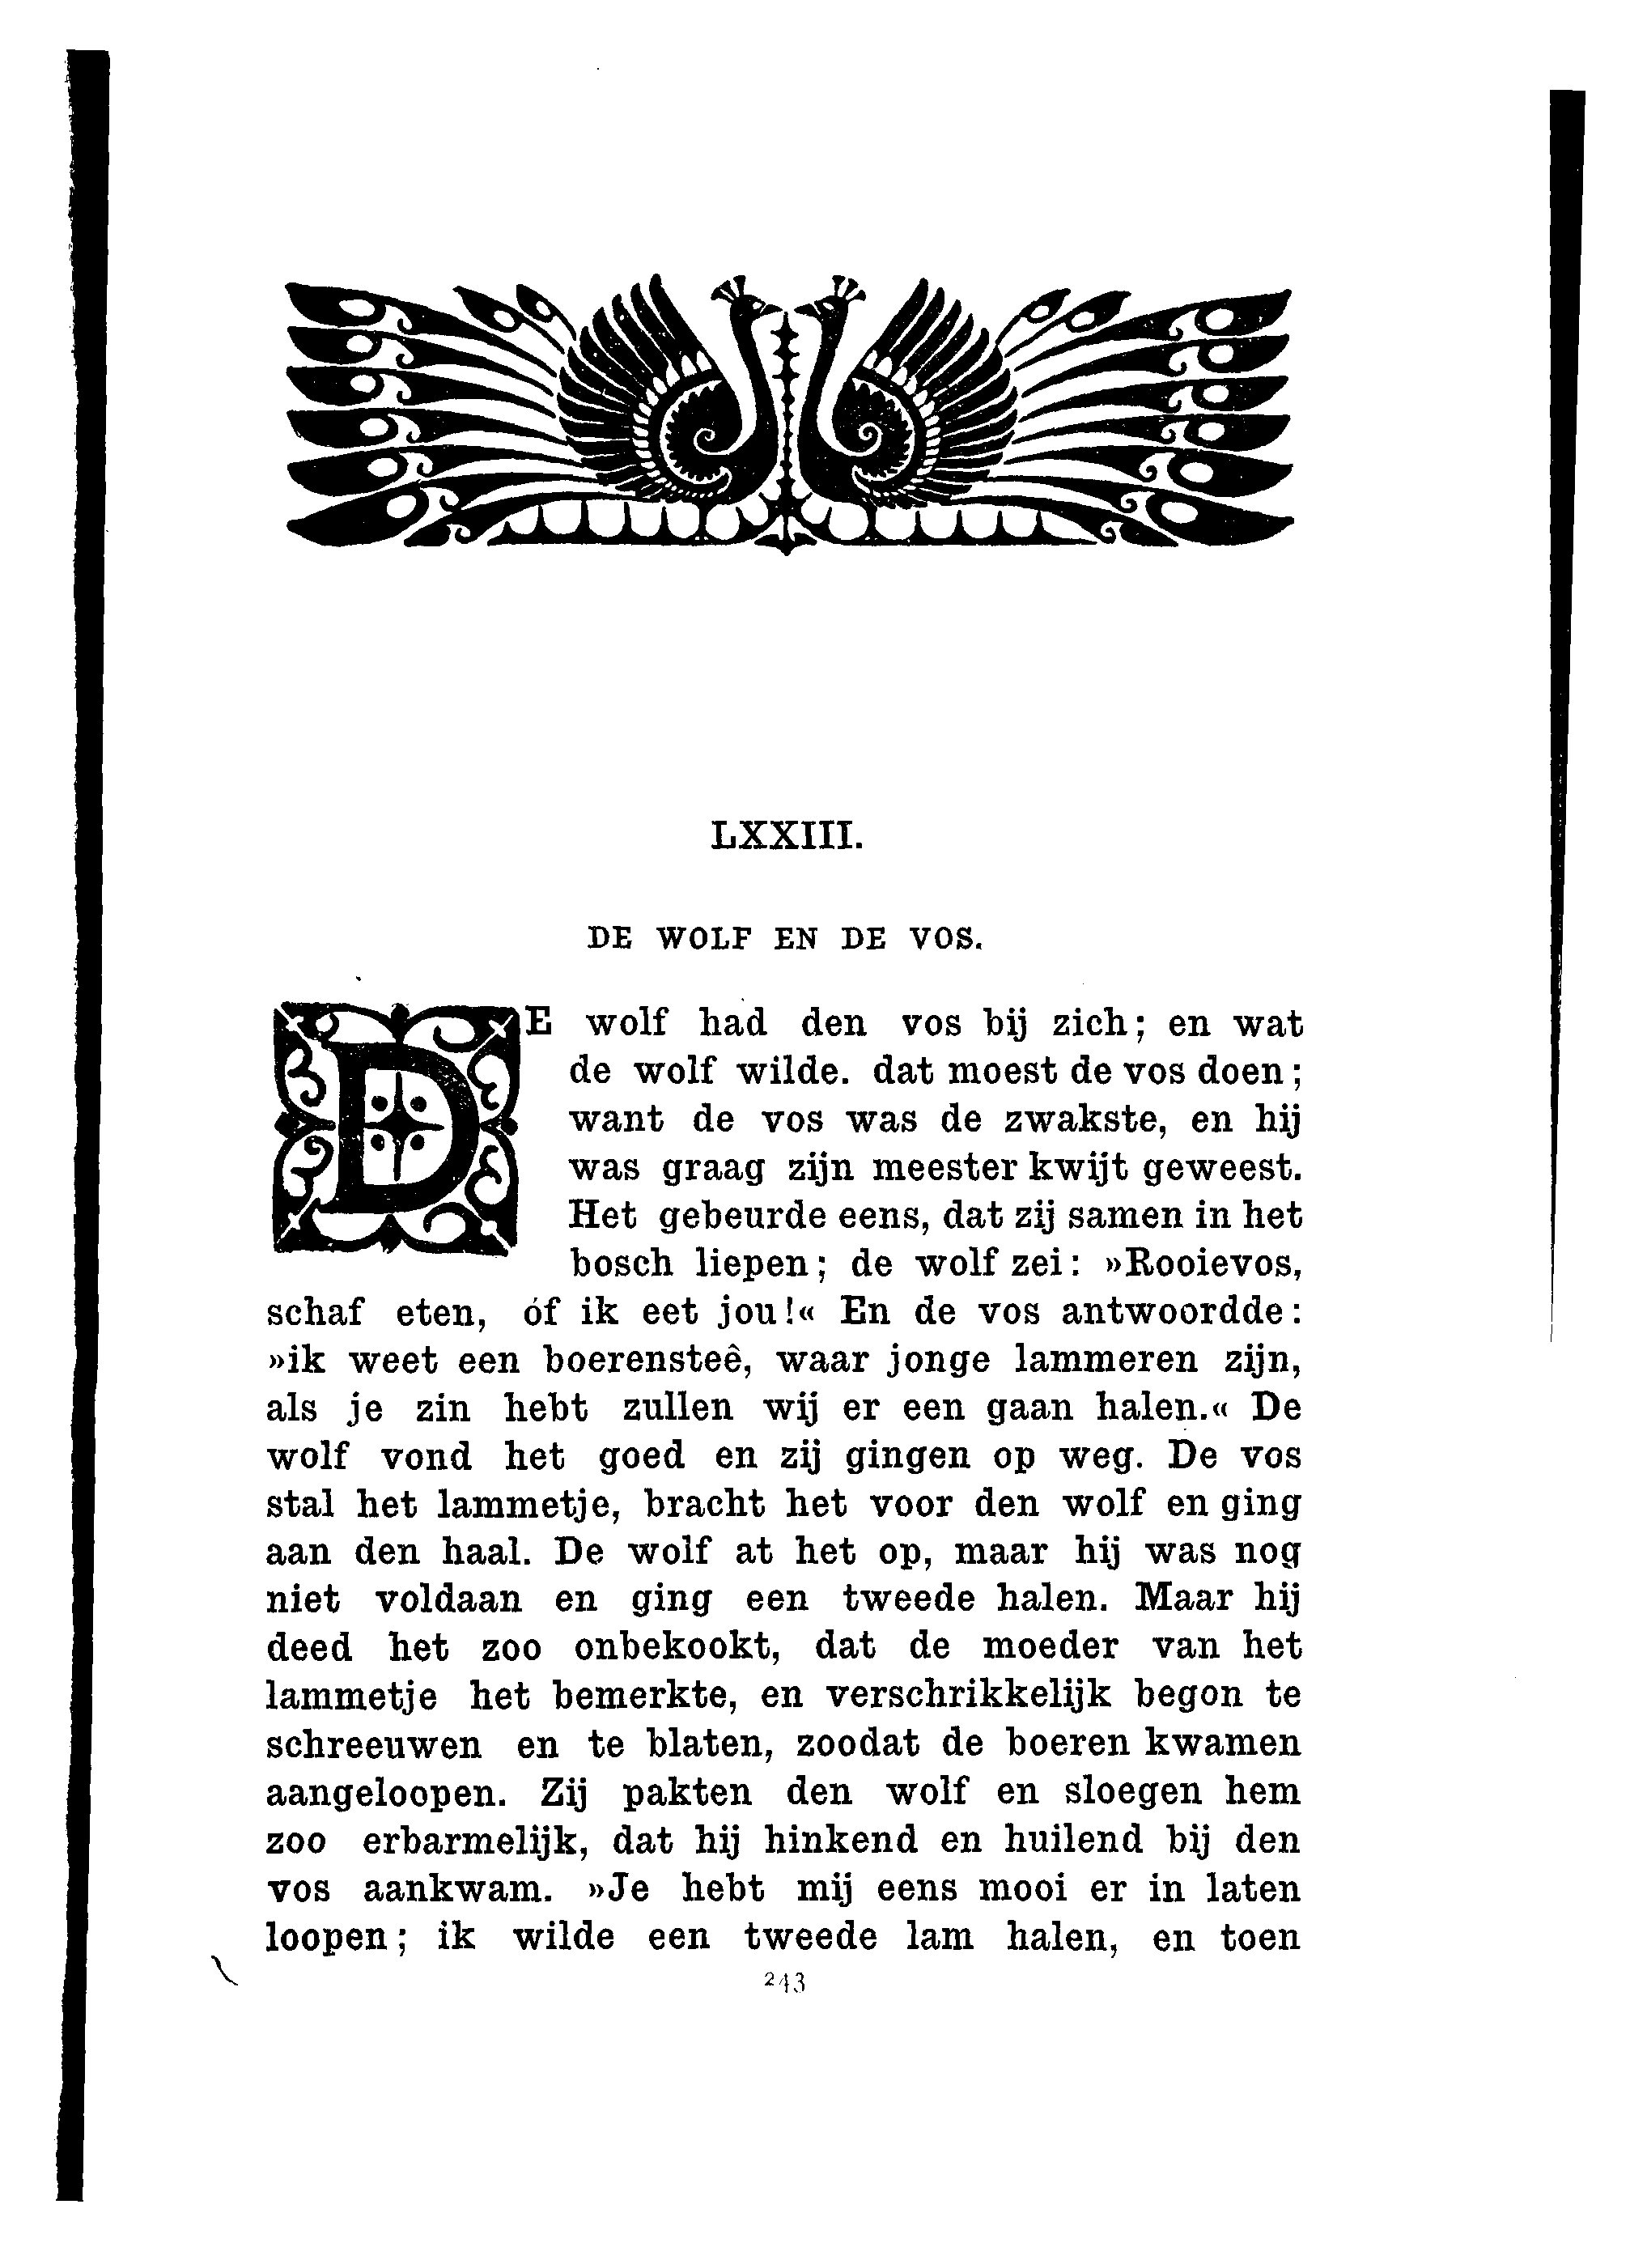 LXXIII.
DE WOLF EN DE VOS.
DE wolf had den vos bij zich; en wat
de wolf wilde. dat moest de vos doen;
want de vos was de zwakste, en hij
was graag zijn meester kwijt geweest.
Het gebeurde eens, dat zij samen in het
bosch liepen; de wolf zei: »Rooievos,
schaf eten, óf ik eet jou!« En de vos antwoordde:
»ik weet een boerensteê, waar jonge lammeren zijn,
als je zin hebt zullen wij er een gaan halen.« De
wolf vond het goed en zij gingen op weg. De vos
stal het lammetje, bracht het voor den wolf en ging
aan den haal. De wolf at het op, maar hij was nog
niet voldaan en ging een tweede halen. Maar hij
deed het zoo onbekookt, dat de moeder van het
lammetje het bemerkte, en verschrikkelijk begon te
schreeuwen en te blaten, zoodat de boeren kwamen
aangeloopen. Zij pakten den wolf en sloegen hem
zoo erbarmelijk, dat hij hinkend en huilend bij den
vos aankwam. »Je hebt mij eens mooi er in laten
loopen; ik wilde een tweede lam halen, en toen
243